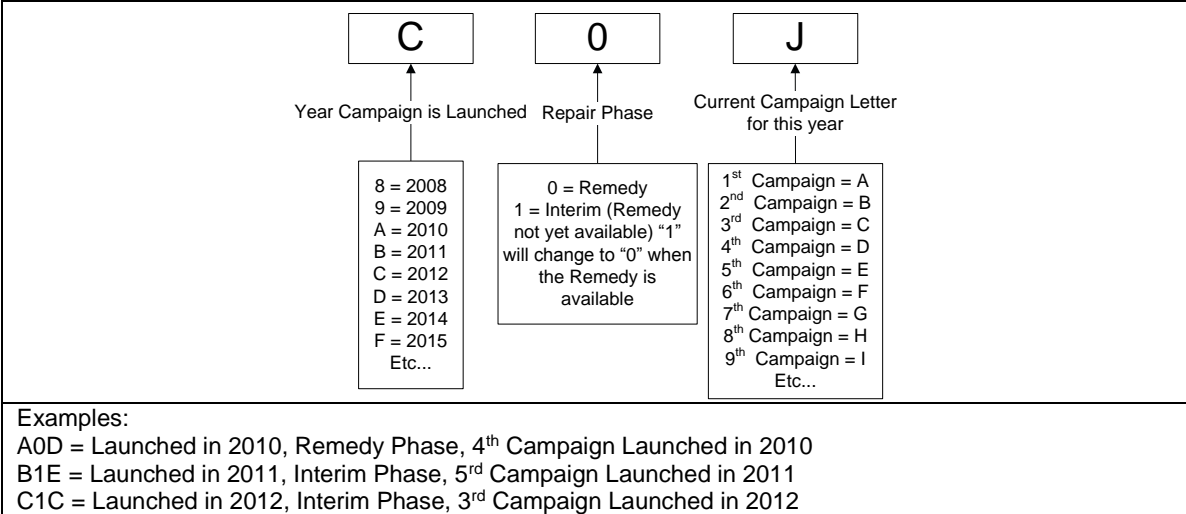 C 0 J
Year Campaign is Launched
Repair Phase
Current Campaign Letter
for this year
8 = 2008
9 = 2009
A = 2010
B = 2011
C = 2012
D = 2013
E = 2014
F = 2015
Etc...
0 = Remedy
1 = Interim (Remedy
not yet available) “1”
will change to “0” when
the Remedy is
available
1st Campaign = A
2nd Campaign = B
3rd Campaign = C
4th Campaign = D
5th Campaign = E
6th Campaign = F
7th Campaign = G
8th Campaign = H
9th Campaign = I
Etc...
Examples:
A0D = Launched in 2010, Remedy Phase, 4th Campaign Launched in 2010
B1E = Launched in 2011, Interim Phase, 5rd Campaign Launched in 2011
C1C = Launched in 2012, Interim Phase, 3rd Campaign Launched in 2012